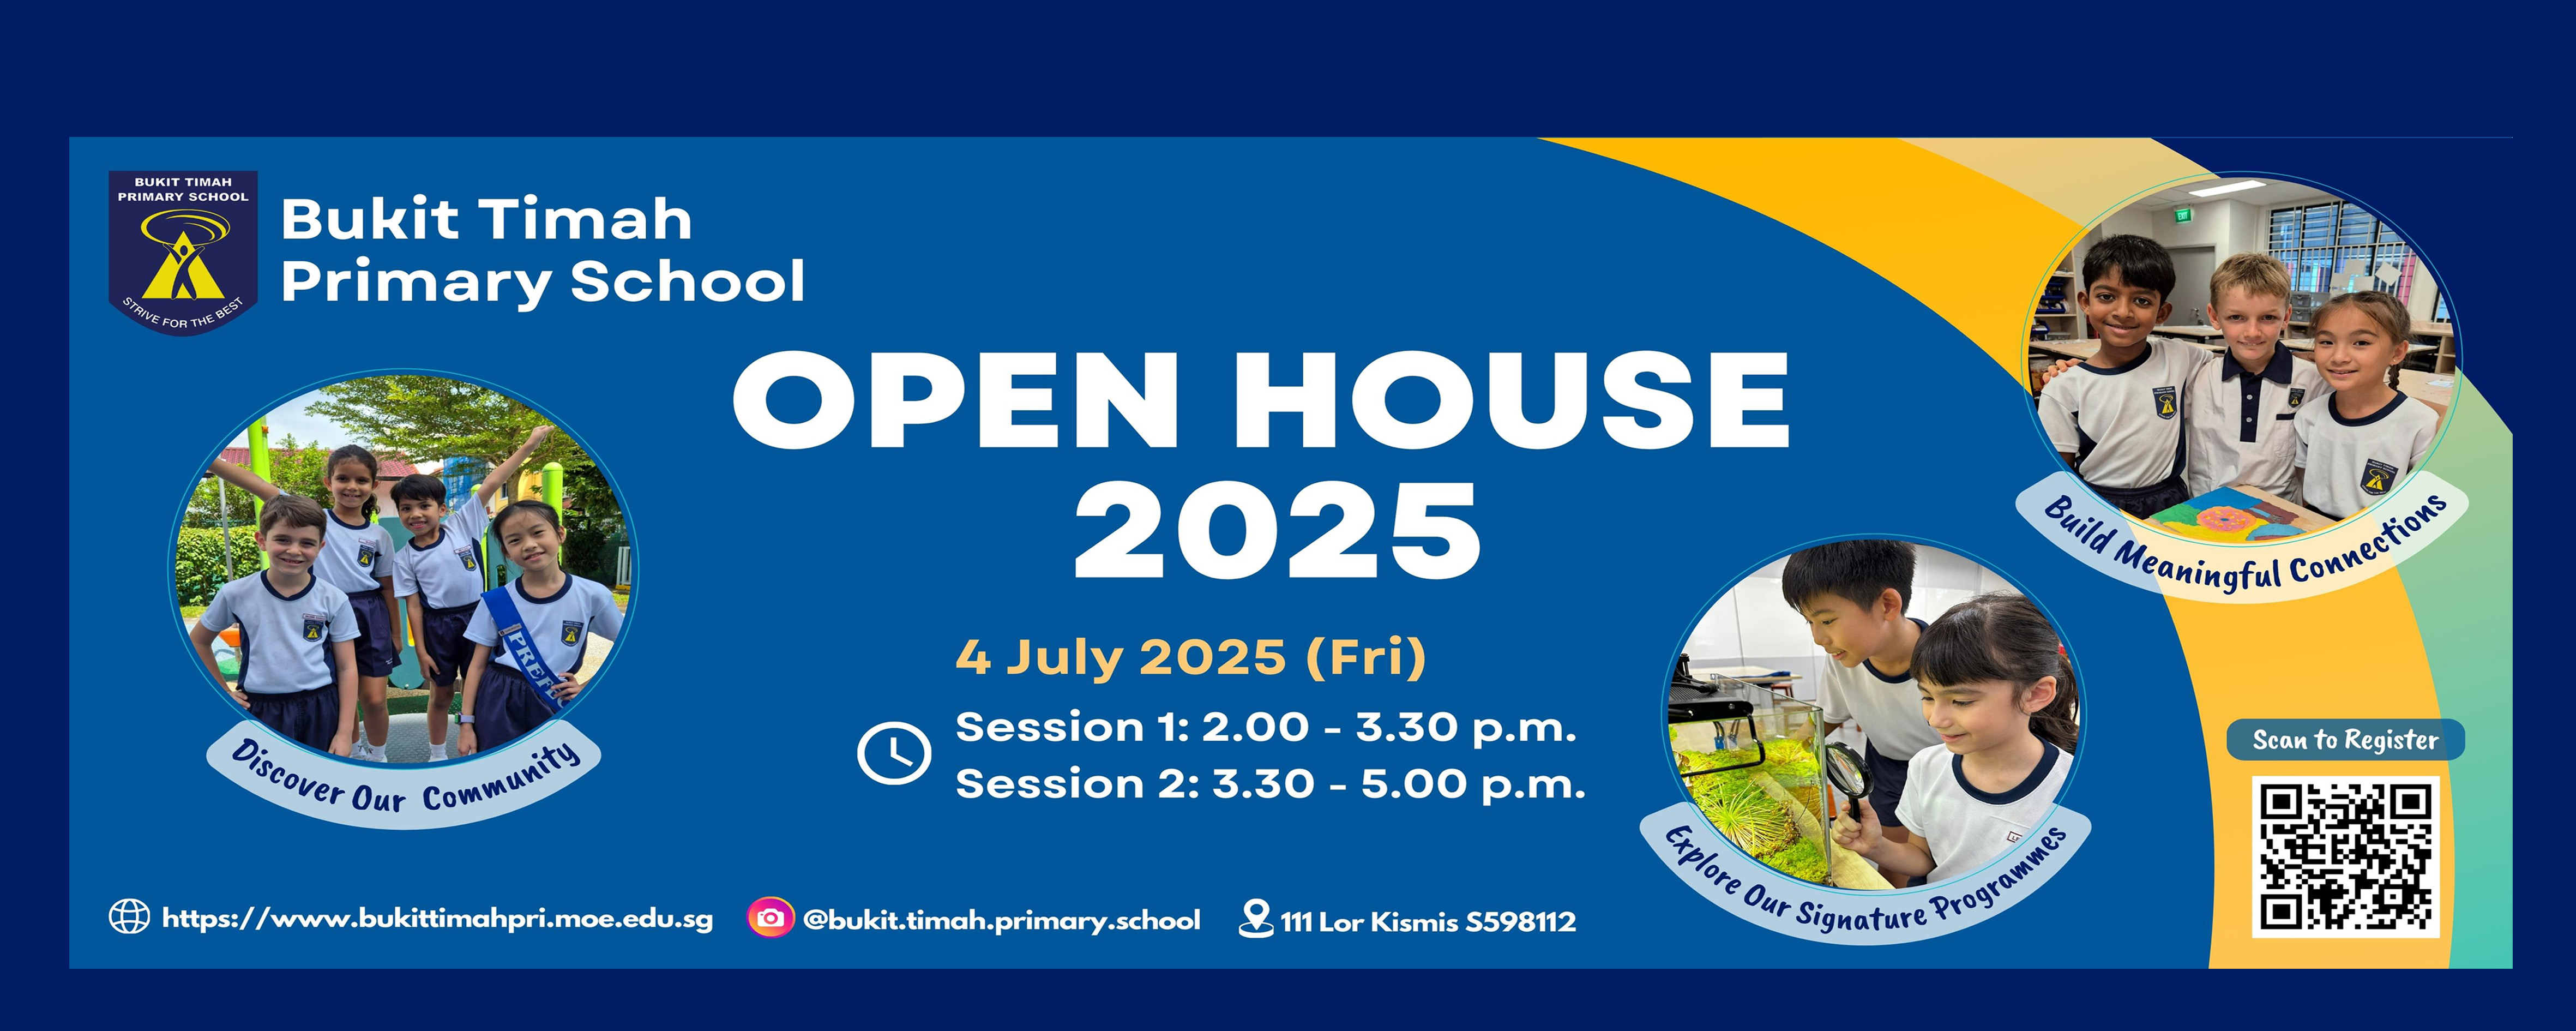 BUKIT TIMAH
PRIMARY SCHOOL
STRIVE FOR THE BEST
Bukit Timah
Primary School
OPEN HOUSE
2025
4 July 2025 (Fri)
Session 1: 2.00 - 3.30 p.m.
Session 2: 3.30 - 5.00 p.m.
Discover Our Community
Build Meaningful Connections
Explore Our Signature Programmes
Scan to Register
https://www.bukittimahpri.moe.edu.sg
@bukit.timah.primary.school
111 Lor Kismis S598112
EXIT